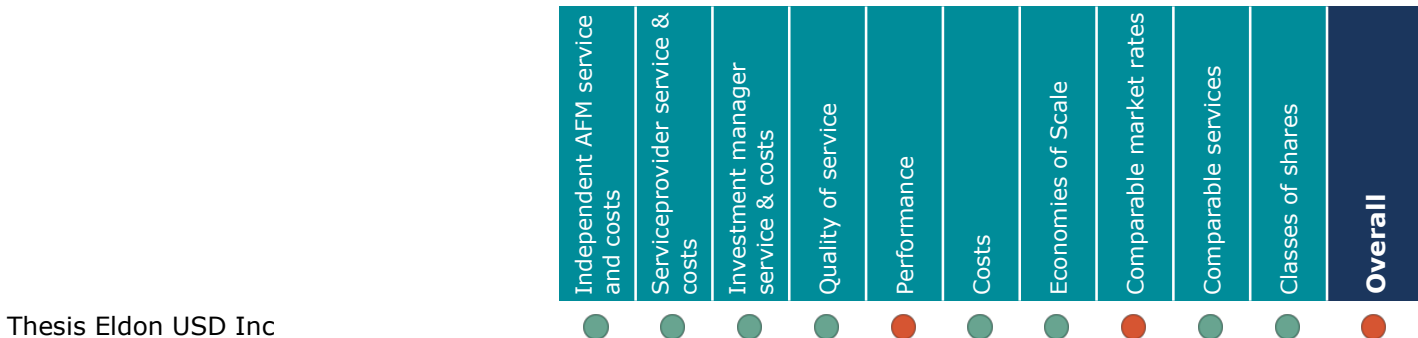 Independent AFM service
and costs
Serviceprovider service &
costs
Investment manager
service & costs
Quality of service
Performance
Costs
Economies of Scale
Comparable market rates
Comparable services
Classes of shares
Overall
Thesis Eldon USD Inc